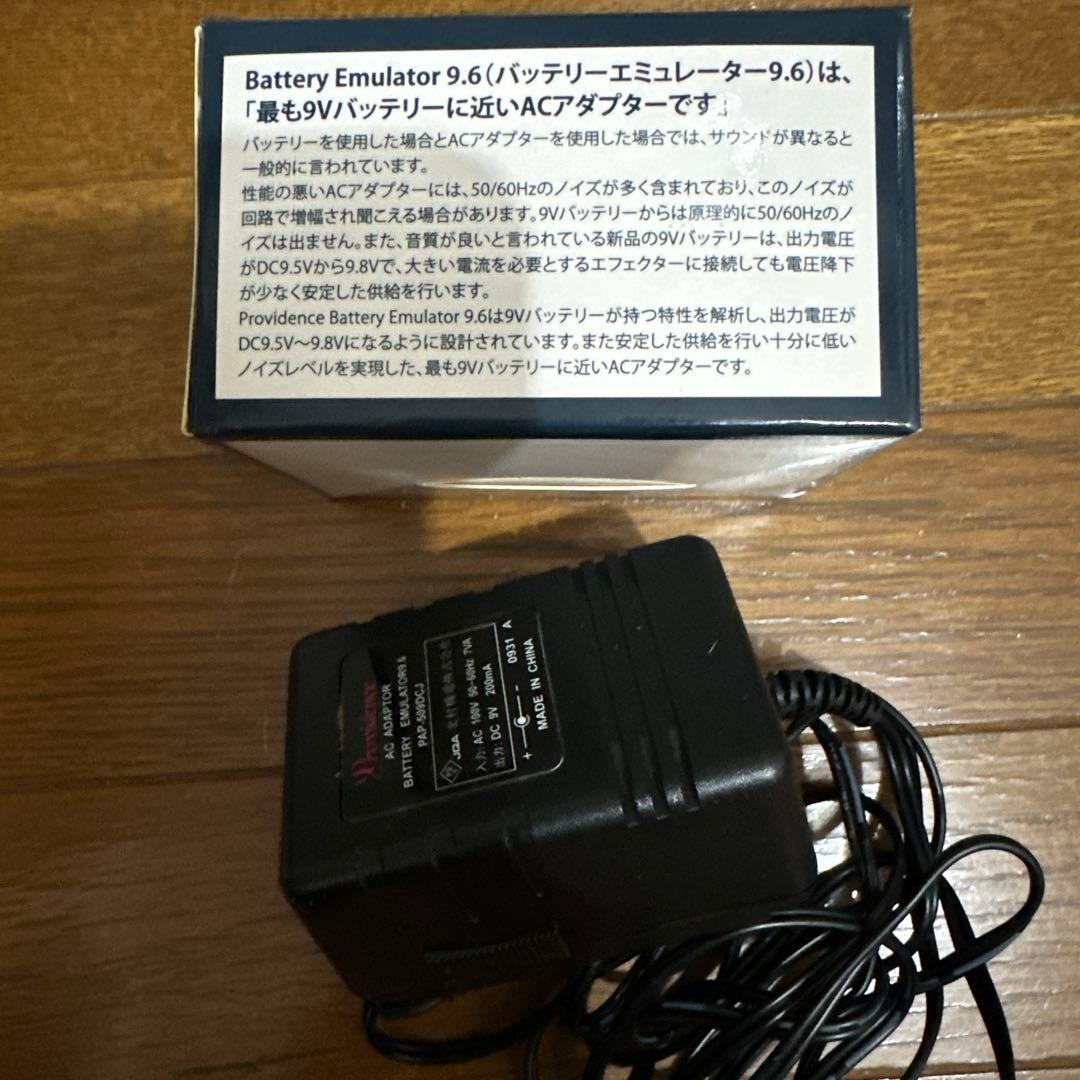 Battery Emulator 9.6（バッテリーエミュレーター9.6）は、
「最も9Vバッテリーに近いACアダプターです」
バッテリーを使用した場合とACアダプターを使用した場合では、サウンドが異なると
一般的に言われています。
性能の悪いACアダプターには、50/60Hzのノイズが多く含まれており、このノイズが
回路で増幅され聞こえる場合があります。9Vバッテリーからは原理的に50/60Hzのノ
イズは出ません。また、音質が良いと言われている新品の9Vバッテリーは、出力電圧
がDC9.5Vから9.8Vで、大きい電流を必要とするエフェクターに接続しても電圧降下
が少なく安定した供給を行います。
Providence Battery Emulator 9.6は9Vバッテリーが持つ特性を解析し、出力電圧が
DC9.5V〜9.8Vになるように設計されています。また安定した供給を行い十分に低い
ノイズレベルを実現した、最も9Vバッテリーに近いACアダプターです。
Providence
AC ADAPTOR
BATTERY EMULATOR9.6
PAP-509DCJ
JQA
入力: AC 100V 50-60Hz 7VA
出力: DC 9V 200mA
+ -
0931 A
MADE IN CHINA